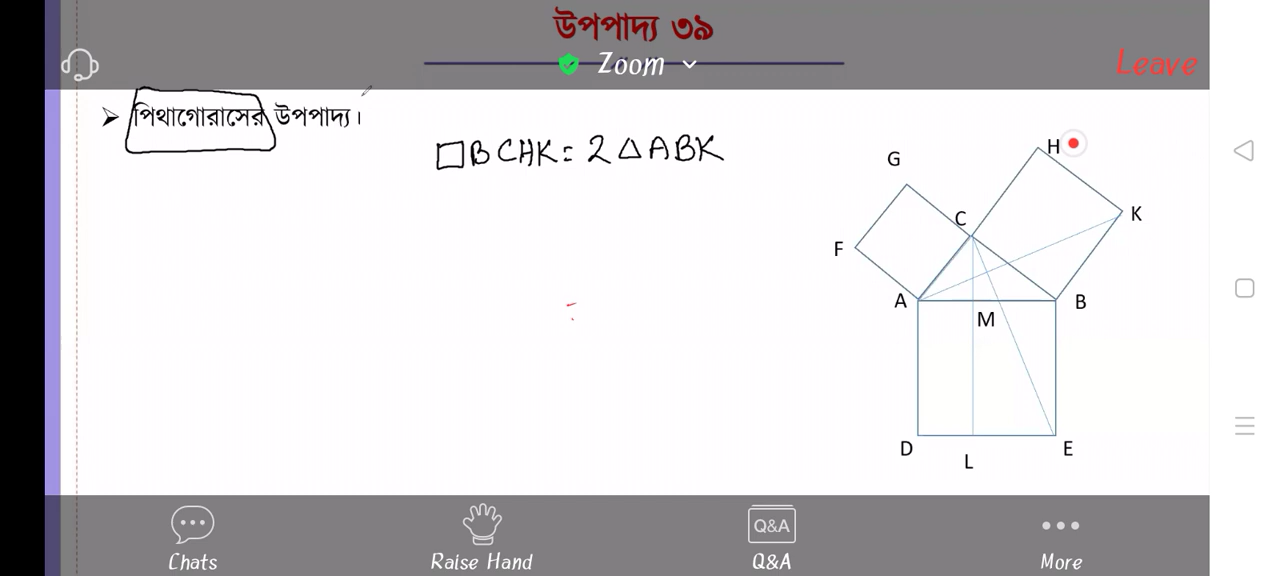 উপপাদ্য ৩৯
Zoom
Leave
➢ পিথাগোরাসের উপপাদ্য।
□BCHK = 2△ABK
H
G
K
C
F
A
B
M
D
E
L
Chats
Raise Hand
Q&A
Q&A
More